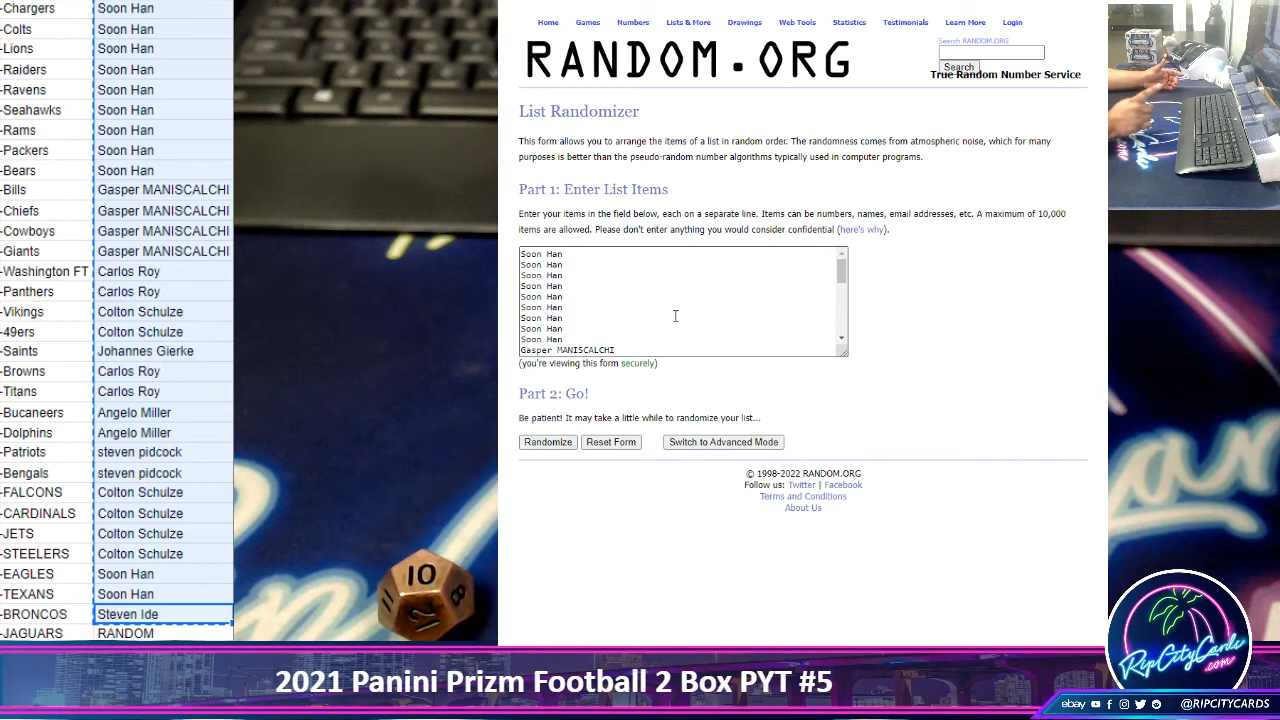 -Chargers Soon Han
-Colts Soon Han
-Lions Soon Han
-Raiders Soon Han
-Ravens Soon Han
-Seahawks Soon Han
-Rams Soon Han
-Packers Soon Han
-Bears Soon Han
-Bills Gasper MANISCALCHI
-Chiefs Gasper MANISCALCHI
-Cowboys Gasper MANISCALCHI
-Giants Gasper MANISCALCHI
-Washington FT Carlos Roy
-Panthers Carlos Roy
-Vikings Colton Schulze
-49ers Colton Schulze
-Saints Johannes Gierke
-Browns Carlos Roy
-Titans Carlos Roy
-Bucaneers Angelo Miller
-Dolphins Angelo Miller
-Patriots steven pidcock
-Bengals steven pidcock
-FALCONS Colton Schulze
-CARDINALS Colton Schulze
-JETS Colton Schulze
-STEELERS Colton Schulze
-EAGLES Soon Han
-TEXANS Soon Han
-BRONCOS Steven Ide
-JAGUARS RANDOM
10
11
8
12
Home Games Numbers Lists & More Drawings Web Tools Statistics Testimonials Learn More Login
RANDOM.ORG
Search RANDOM.ORG
Search
True Random Number Service
List Randomizer
This form allows you to arrange the items of a list in random order. The randomness comes from atmospheric noise, which for many
purposes is better than the pseudo-random number algorithms typically used in computer programs.
Part 1: Enter List Items
Enter your items in the field below, each on a separate line. Items can be numbers, names, email addresses, etc. A maximum of 10,000
items are allowed. Please don't enter anything you would consider confidential (here's why).
Soon Han
Soon Han
Soon Han
Soon Han
Soon Han
Soon Han
Soon Han
Soon Han
Soon Han
Gasper MANISCALCHI
(you're viewing this form securely)
Part 2: Go!
Be patient! It may take a little while to randomize your list...
Randomize Reset Form Switch to Advanced Mode
© 1998-2022 RANDOM.ORG
Follow us: Twitter | Facebook
Terms and Conditions
About Us
RipCityCards
.com
2021 Panini Prizm Football 2 Box PYT #5
ebay @RIPCITYCARDS